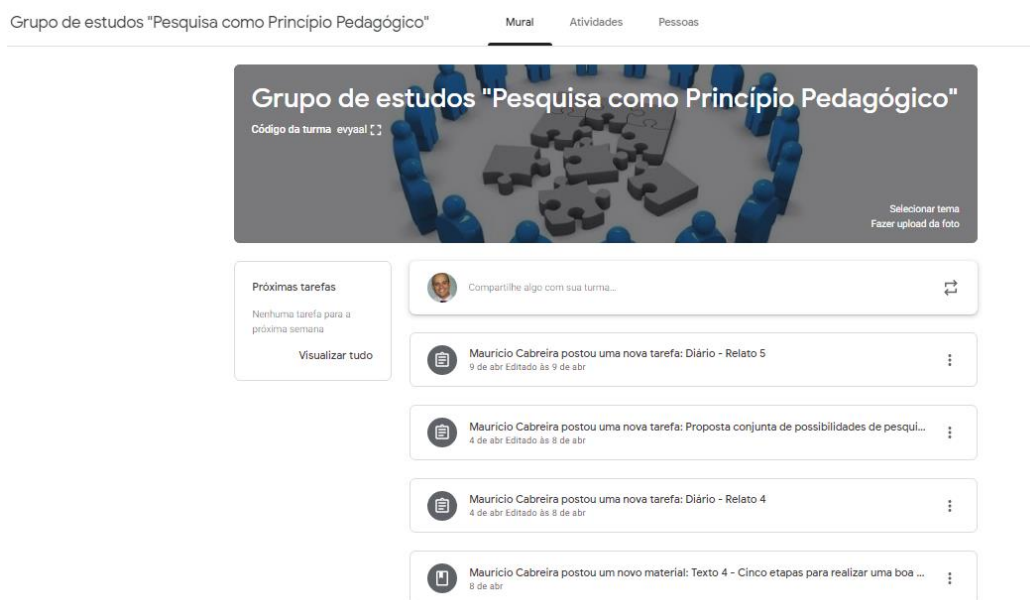 Grupo de estudos "Pesquisa como Princípio Pedagógico"
Mural
Atividades
Pessoas
Grupo de estudos "Pesquisa como Princípio Pedagógico"
Código da turma evyaal
Selecionar tema
Fazer upload da foto
Próximas tarefas
Nenhuma tarefa para a
próxima semana
Visualizar tudo
Compartilhe algo com sua turma...
Mauricio Cabreira postou uma nova tarefa: Diário - Relato 5
9 de abr Editado às 9 de abr
Mauricio Cabreira postou uma nova tarefa: Proposta conjunta de possibilidades de pesqui...
4 de abr Editado às 8 de abr
Mauricio Cabreira postou uma nova tarefa: Diário - Relato 4
4 de abr Editado às 8 de abr
Mauricio Cabreira postou um novo material: Texto 4 - Cinco etapas para realizar uma boa ...
8 de abr